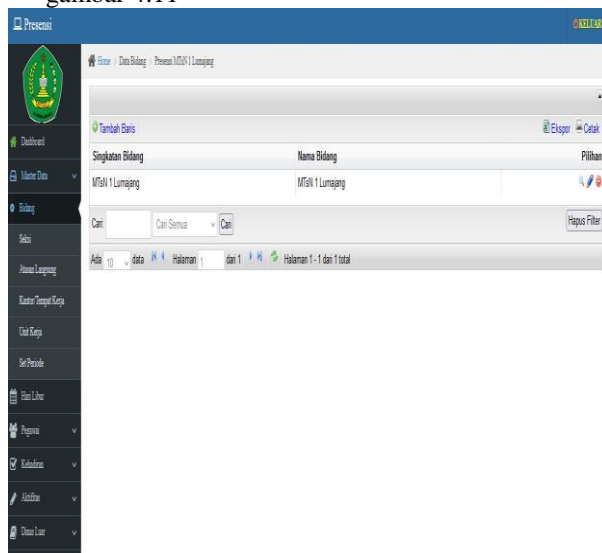 gambar 4.11
Presensi
KELUAR
Home > Data Bidang > Presensi MTsN 1 Lumajang
Tambah Baris
Ekspor Cetak
Singkatan Bidang Nama Bidang Pilihan
MTsN 1 Lumajang MTsN 1 Lumajang
Cari: Cari Semua Cari Hapus Filter
Ada 10 data Halaman 1 dari 1 Halaman 1 - 1 dari 1 total
Dashboard
Master Data
Bidang
Seksi
Atasan Langsung
Kantor/Tempat Kerja
Unit Kerja
Set Periode
Hari Libur
Pegawai
Kehadiran
Aktifitas
Dinas Luar